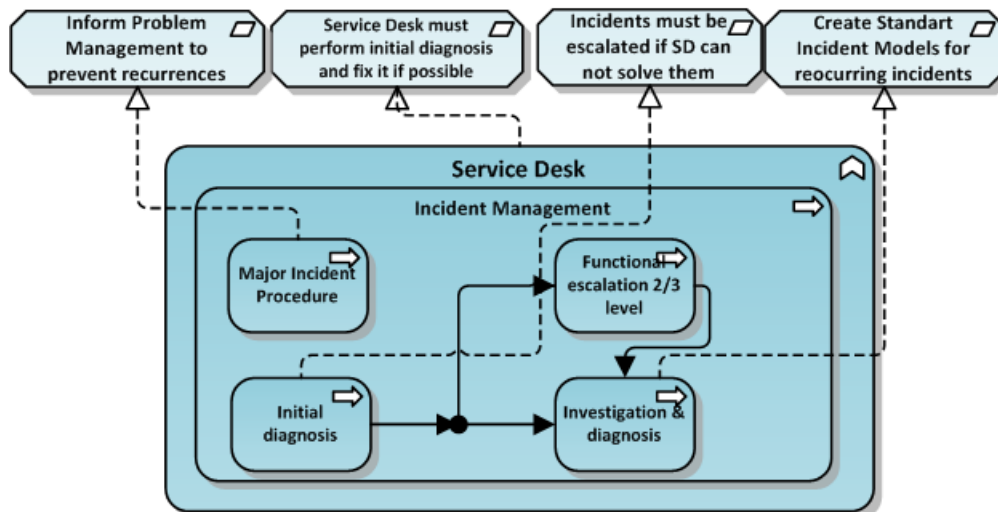 Inform Problem
Management to
prevent recurrences
Service Desk must
perform initial diagnosis
and fix it if possible
Incidents must be
escalated if SD can
not solve them
Create Standart
Incident Models for
reocurring incidents
Service Desk
Incident Management
Major Incident
Procedure
Functional
escalation 2/3
level
Initial
diagnosis
Investigation &
diagnosis